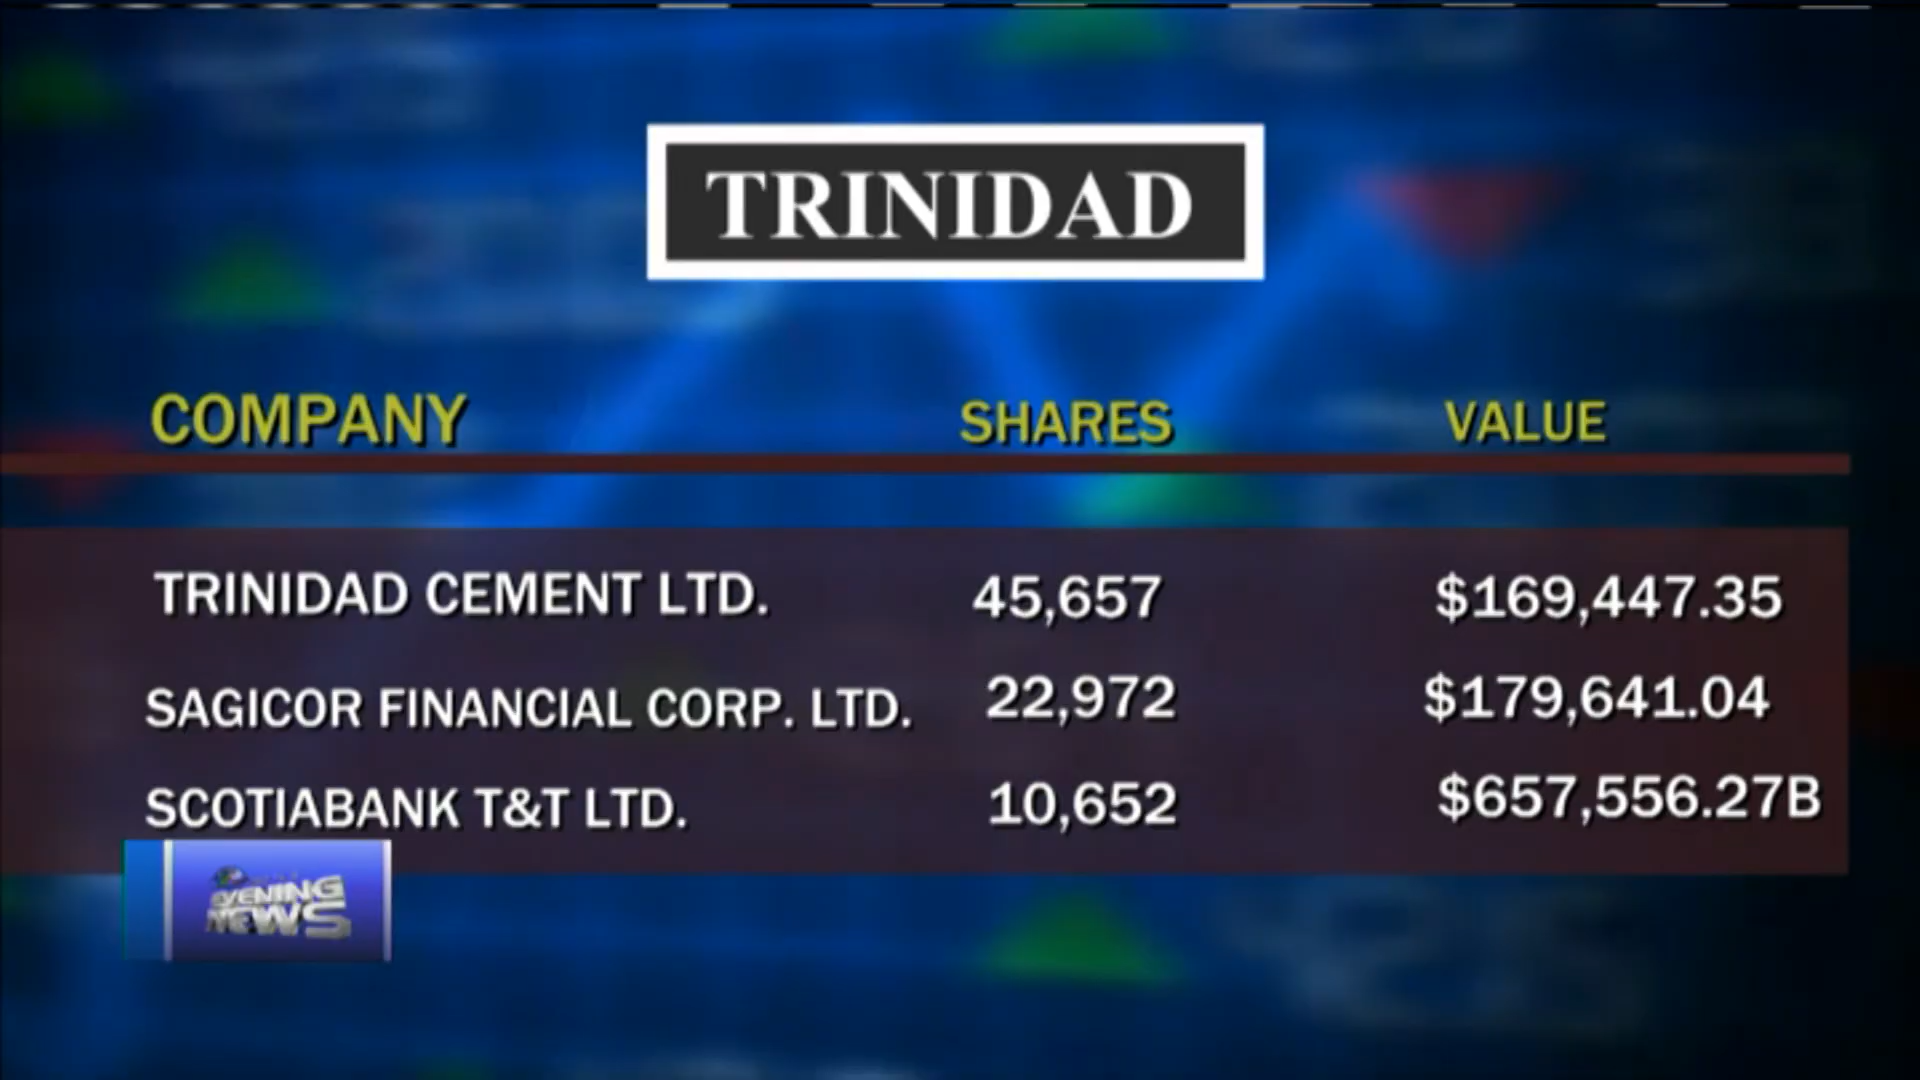 TRINIDAD
COMPANY SHARES VALUE
TRINIDAD CEMENT LTD. 45,657 $169,447.35
SAGICOR FINANCIAL CORP. LTD. 22,972 $179,641.04
SCOTIABANK T&T LTD. 10,652 $657,556.27B
EVENING
NEWS